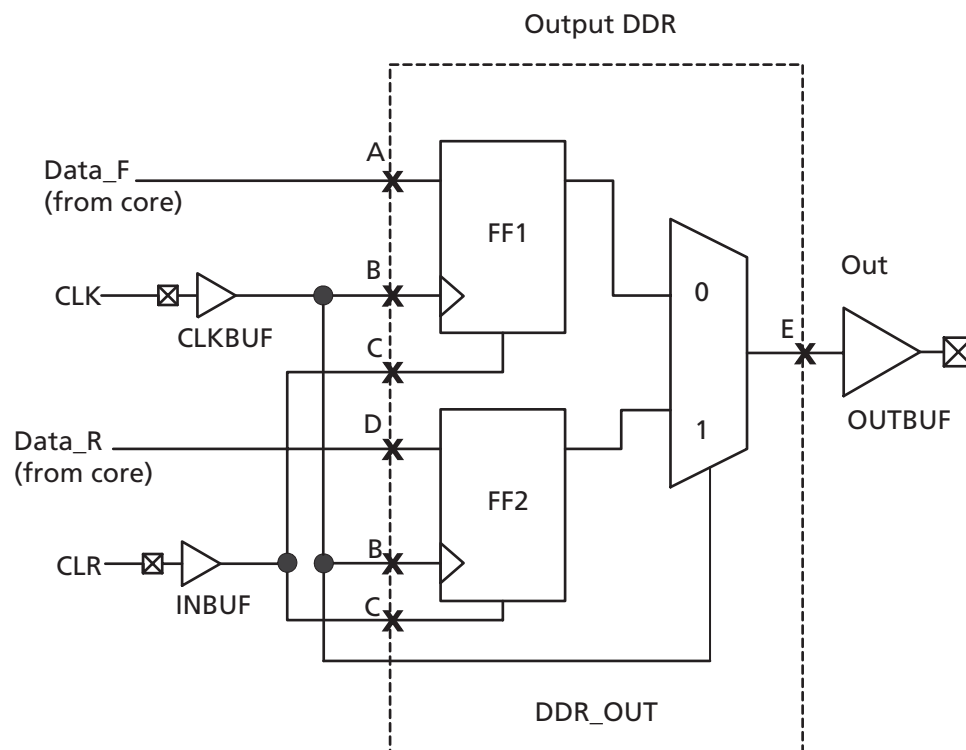 Output DDR
A
Data_F
(from core)
FF1
B
Out
CLK
0
CLKBUF
E
C
D
1
OUTBUF
Data_R
(from core)
FF2
B
CLR
INBUF
C
DDR_OUT